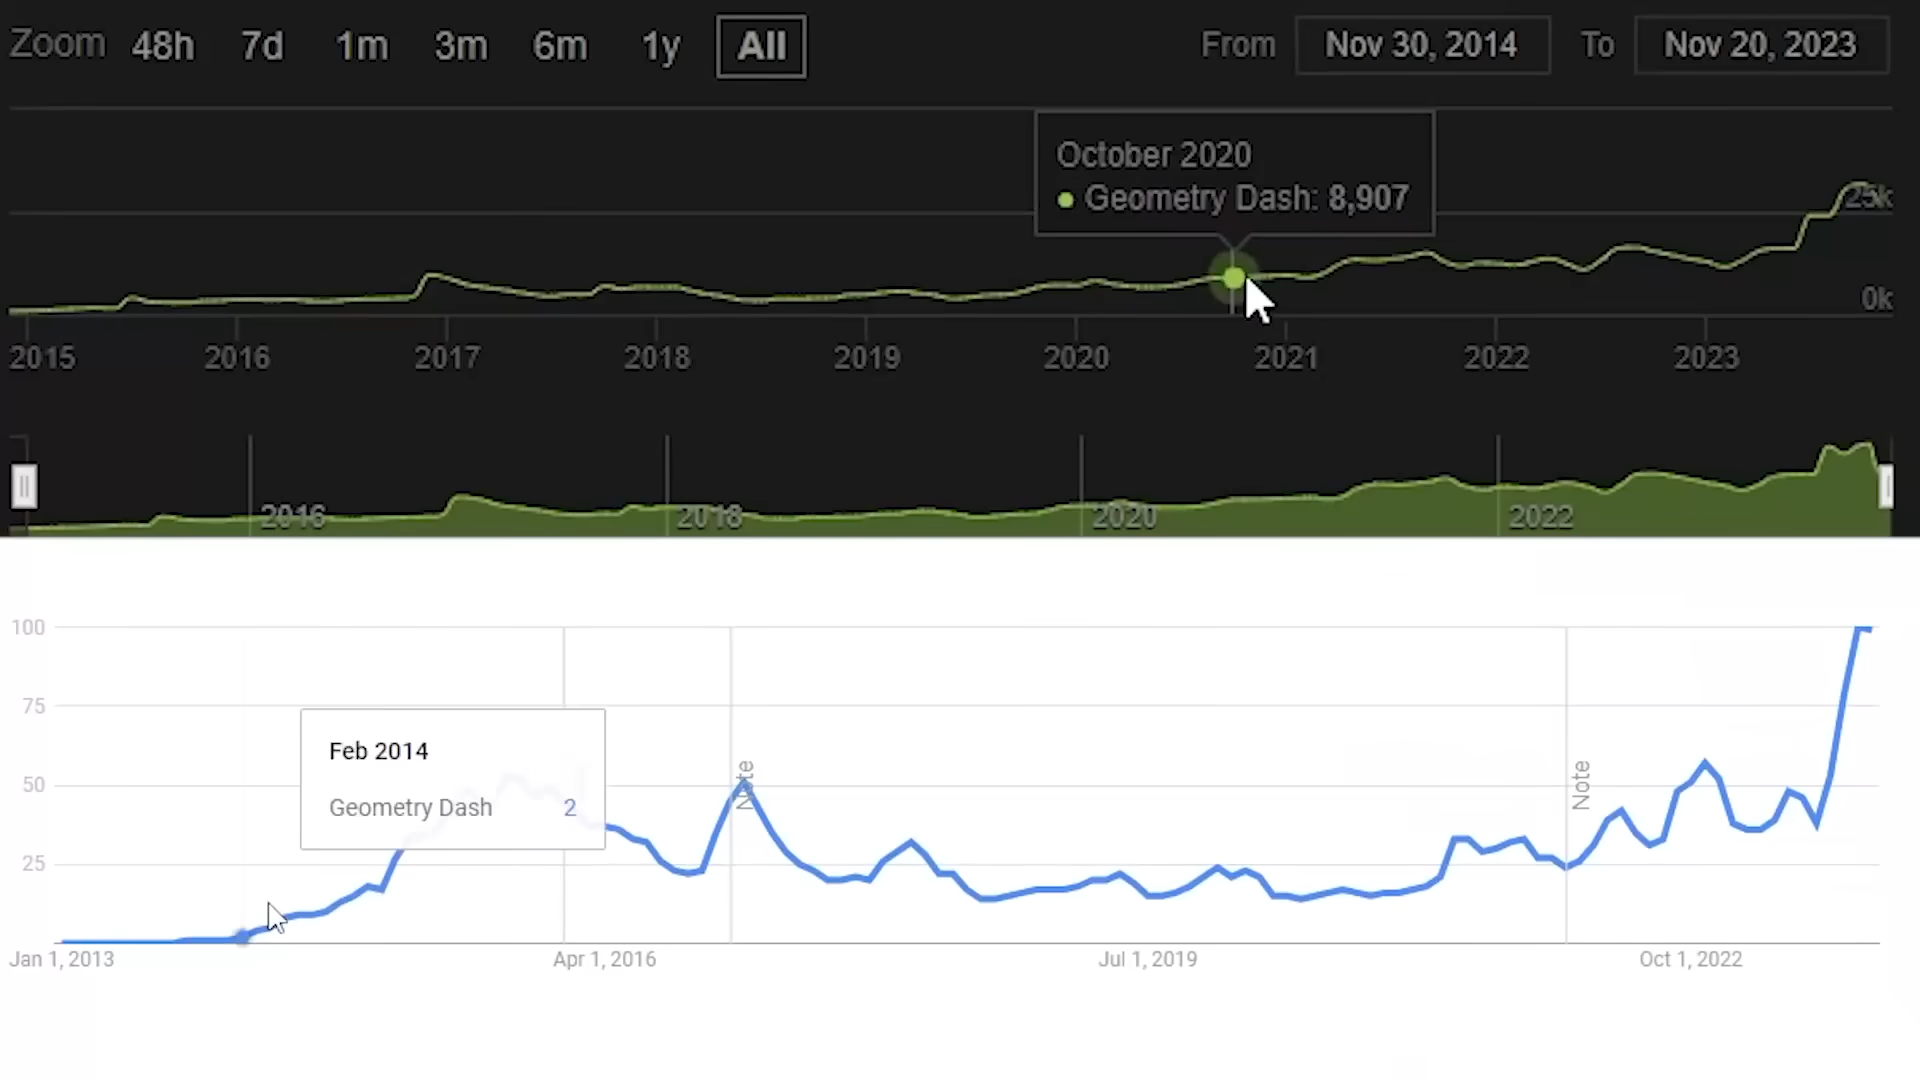 Zoom 48h 7d 1m 3m 6m 1y All From Nov 30, 2014 To Nov 20, 2023
October 2020
Geometry Dash: 8,907
25k
0k
2015 2016 2017 2018 2019 2020 2021 2022 2023
2016 2018 2020 2022
100
75
Feb 2014
Note
Note
50
Geometry Dash 2
25
Jan 1, 2013 Apr 1, 2016 Jul 1, 2019 Oct 1, 2022